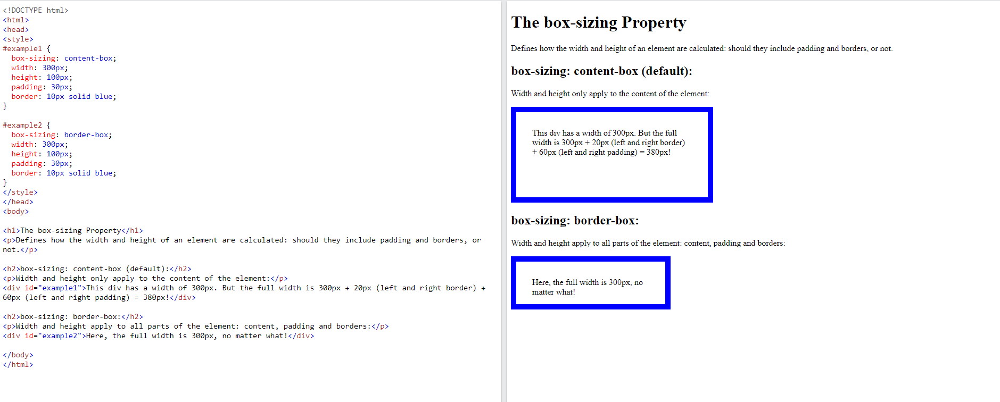 <!DOCTYPE html>
<html>
<head>
<style>
#example1 {
  box-sizing: content-box;
  width: 300px;
  height: 100px;
  padding: 30px;
  border: 10px solid blue;
}

#example2 {
  box-sizing: border-box;
  width: 300px;
  height: 100px;
  padding: 30px;
  border: 10px solid blue;
}
</style>
</head>
<body>

<h1>The box-sizing Property</h1>
<p>Defines how the width and height of an element are calculated: should they include padding and borders, or
not.</p>

<h2>box-sizing: content-box (default):</h2>
<p>Width and height only apply to the content of the element:</p>
<div id="example1">This div has a width of 300px. But the full width is 300px + 20px (left and right border) +
60px (left and right padding) = 380px!</div>

<h2>box-sizing: border-box:</h2>
<p>Width and height apply to all parts of the element: content, padding and borders:</p>
<div id="example2">Here, the full width is 300px, no matter what!</div>

</body>
</html>
The box-sizing Property
Defines how the width and height of an element are calculated: should they include padding and borders, or not.
box-sizing: content-box (default):
Width and height only apply to the content of the element:
This div has a width of 300px. But the full
width is 300px + 20px (left and right border)
+ 60px (left and right padding) = 380px!
box-sizing: border-box:
Width and height apply to all parts of the element: content, padding and borders:
Here, the full width is 300px, no
matter what!